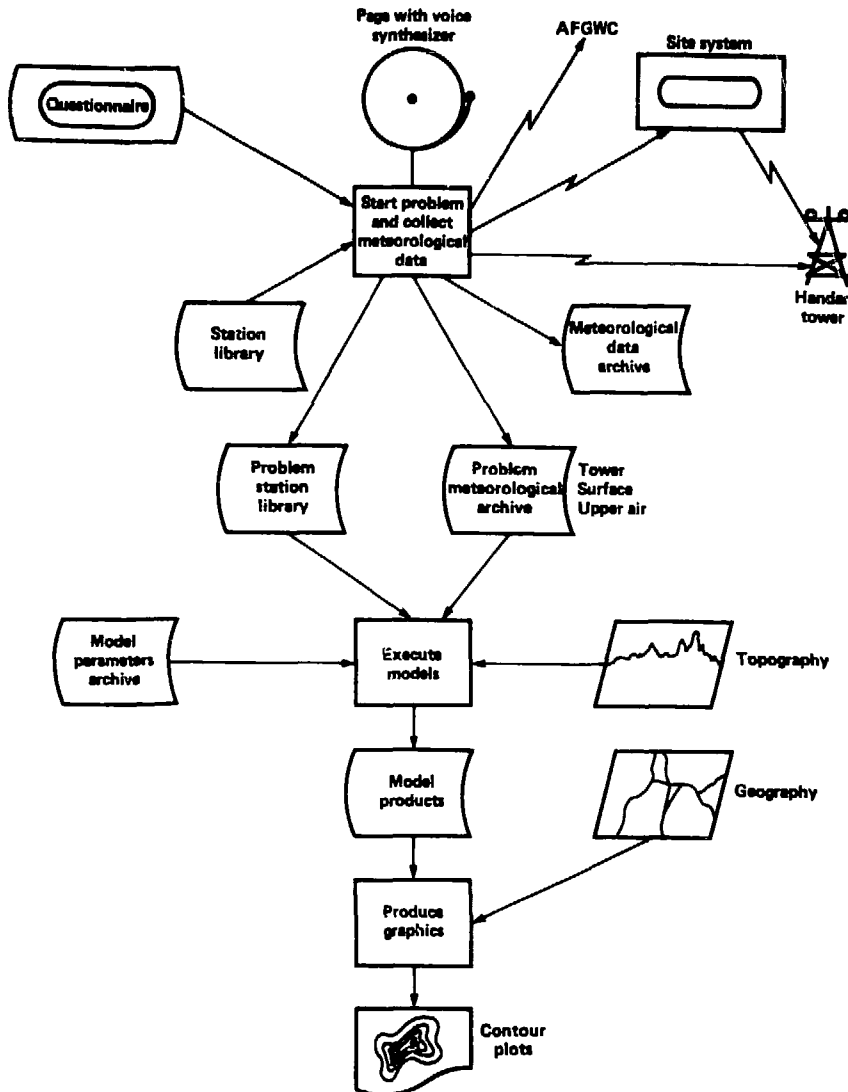 Page with voice
synthesizer
AFGWC
Site system
Questionnaire
Start problem
and collect
meteorological
data
Handar
tower
Station
library
Meteorological
data
archive
Problem
station
library
Problem
meteorological
archive
Tower
Surface
Upper air
Model
parameters
archive
Execute
models
Topography
Model
products
Geography
Produce
graphics
Contour
plots